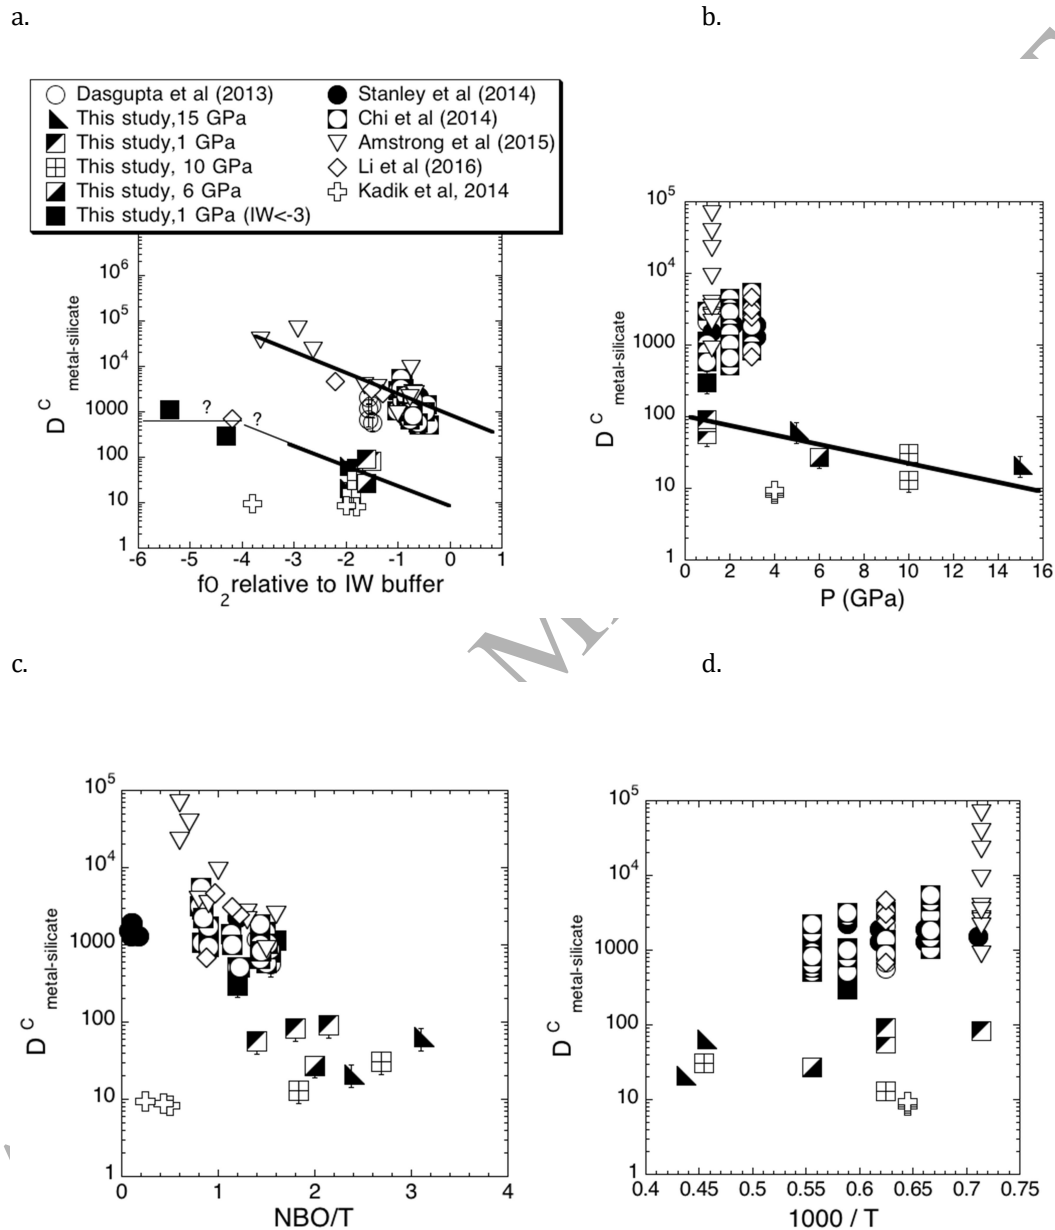 a.
b.
Dasgupta et al (2013)
Stanley et al (2014)
This study,15 GPa
Chi et al (2014)
This study,1 GPa
Amstrong et al (2015)
This study, 10 GPa
Li et al (2016)
This study, 6 GPa
Kadik et al, 2014
This study,1 GPa (IW<-3)
10^6
10^5
10^4
1000
100
10
1
D^C metal-silicate
? ?
-6 -5 -4 -3 -2 -1 0 1
fO_2 relative to IW buffer
10^5
10^4
1000
100
10
1
D^C metal-silicate
0 2 4 6 8 10 12 14 16
P (GPa)
c.
d.
10^5
10^4
1000
100
10
1
D^C metal-silicate
0 1 2 3 4
NBO/T
10^5
10^4
1000
100
10
1
D^C metal-silicate
0.4 0.45 0.5 0.55 0.6 0.65 0.7 0.75
1000 / T